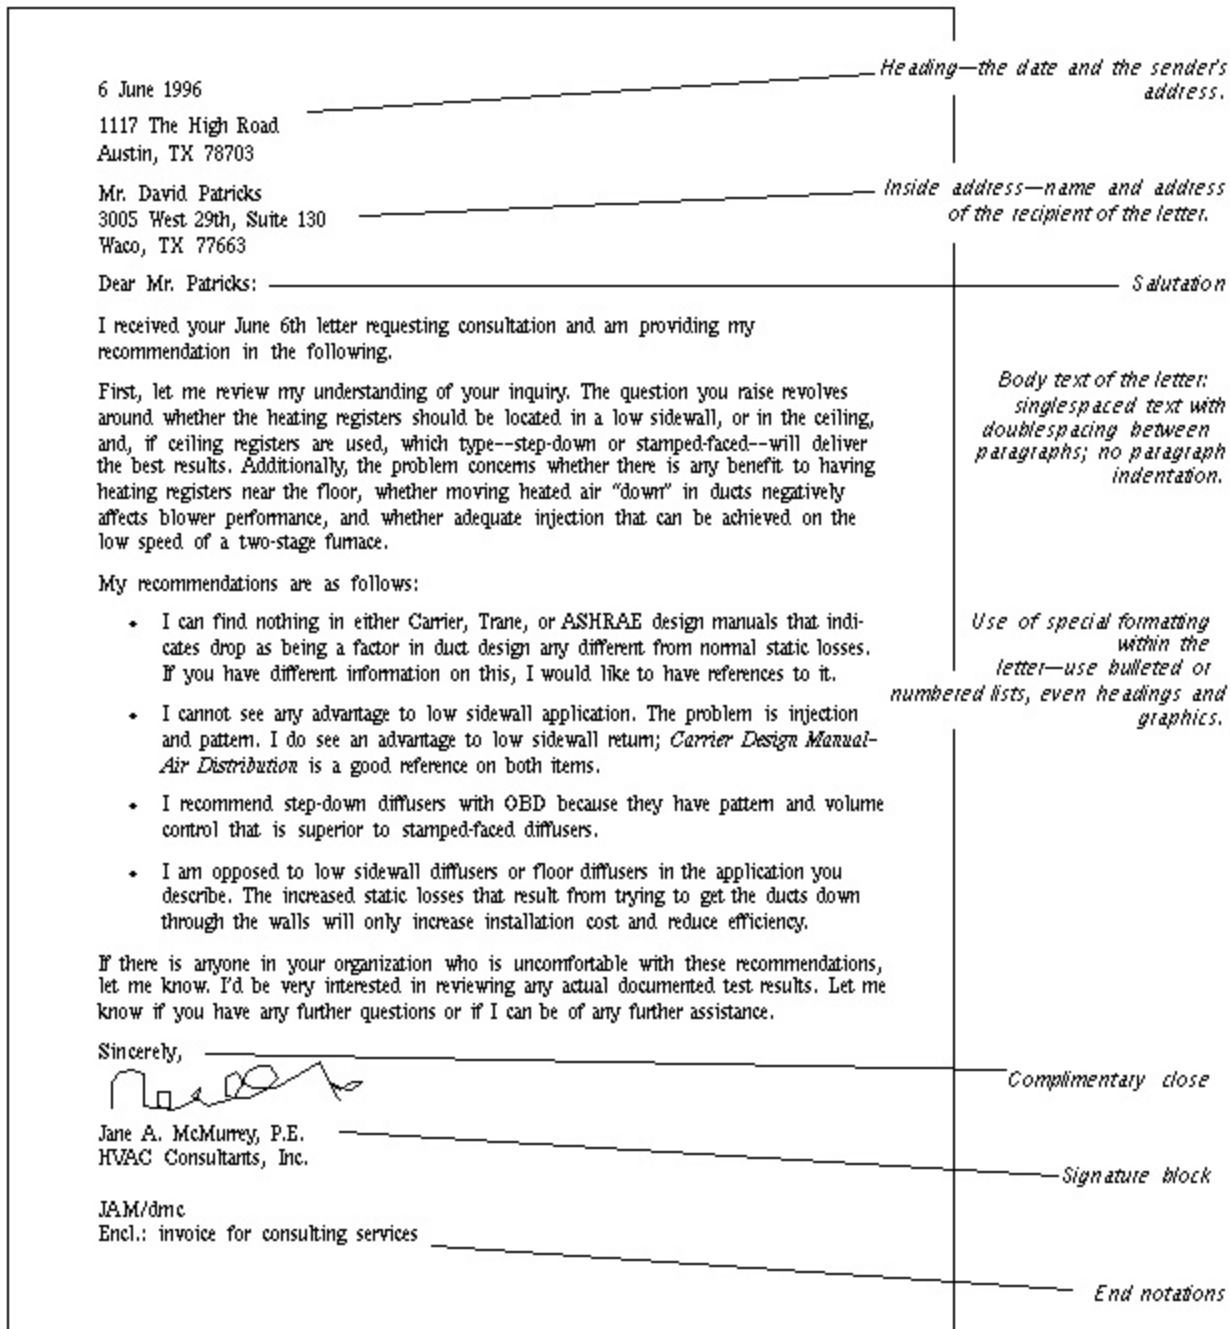 6 June 1996
Heading—the date and the sender's
address.
1117 The High Road
Austin, TX 78703
Mr. David Patricks
3005 West 29th, Suite 130
Waco, TX 77663
Inside address—name and address
of the recipient of the letter.
Dear Mr. Patricks:
Salutation
I received your June 6th letter requesting consultation and am providing my
recommendation in the following.
First, let me review my understanding of your inquiry. The question you raise revolves
around whether the heating registers should be located in a low sidewall, or in the ceiling,
and, if ceiling registers are used, which type--step-down or stamped-faced--will deliver
the best results. Additionally, the problem concerns whether there is any benefit to having
heating registers near the floor, whether moving heated air “down” in ducts negatively
affects blower performance, and whether adequate injection that can be achieved on the
low speed of a two-stage furnace.
Body text of the letter:
singlespaced text with
doublespacing between
paragraphs; no paragraph
indentation.
My recommendations are as follows:
• I can find nothing in either Carrier, Trane, or ASHRAE design manuals that indi-
cates drop as being a factor in duct design any different from normal static losses.
If you have different information on this, I would like to have references to it.
• I cannot see any advantage to low sidewall application. The problem is injection
and pattern. I do see an advantage to low sidewall return; Carrier Design Manual–
Air Distribution is a good reference on both items.
• I recommend step-down diffusers with OBD because they have pattern and volume
control that is superior to stamped-faced diffusers.
• I am opposed to low sidewall diffusers or floor diffusers in the application you
describe. The increased static losses that result from trying to get the ducts down
through the walls will only increase installation cost and reduce efficiency.
Use of special formatting
within the
letter—use bulleted or
numbered lists, even headings and
graphics.
If there is anyone in your organization who is uncomfortable with these recommendations,
let me know. I’d be very interested in reviewing any actual documented test results. Let me
know if you have any further questions or if I can be of any further assistance.
Sincerely,
Complimentary close
Jane A. McMurrey, P.E.
HVAC Consultants, Inc.
Signature block
JAM/dmc
Encl.: invoice for consulting services
End notations